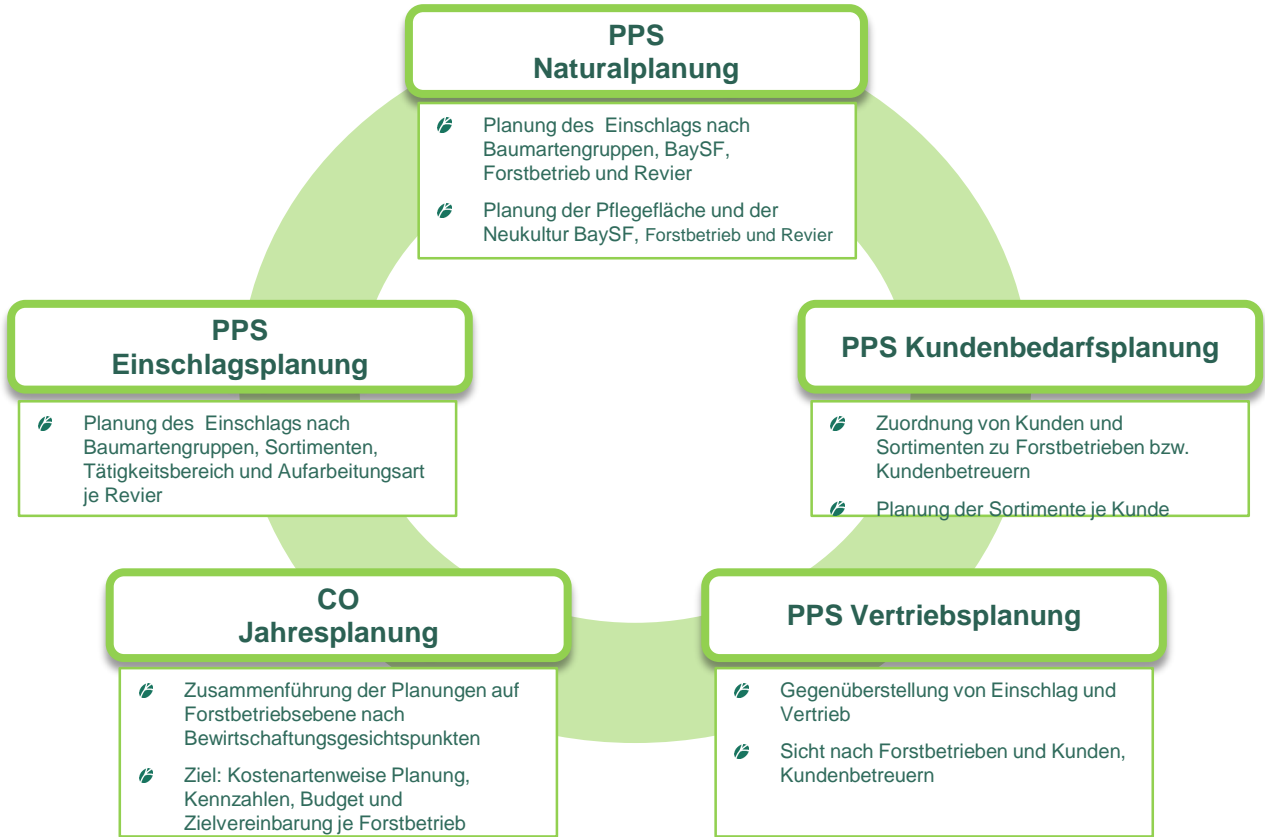 PPS
Naturalplanung
Planung des Einschlags nach
Baumartengruppen, BaySF,
Forstbetrieb und Revier
Planung der Pflegefläche und der
Neukultur BaySF, Forstbetrieb und Revier
PPS
Einschlagsplanung
Planung des Einschlags nach
Baumartengruppen, Sortimenten,
Tätigkeitsbereich und Aufarbeitungsart
je Revier
PPS Kundenbedarfsplanung
Zuordnung von Kunden und
Sortimenten zu Forstbetrieben bzw.
Kundenbetreuern
Planung der Sortimente je Kunde
CO
Jahresplanung
Zusammenführung der Planungen auf
Forstbetriebsebene nach
Bewirtschaftungsgesichtspunkten
Ziel: Kostenartenweise Planung,
Kennzahlen, Budget und
Zielvereinbarung je Forstbetrieb
PPS Vertriebsplanung
Gegenüberstellung von Einschlag und
Vertrieb
Sicht nach Forstbetrieben und Kunden,
Kundenbetreuern